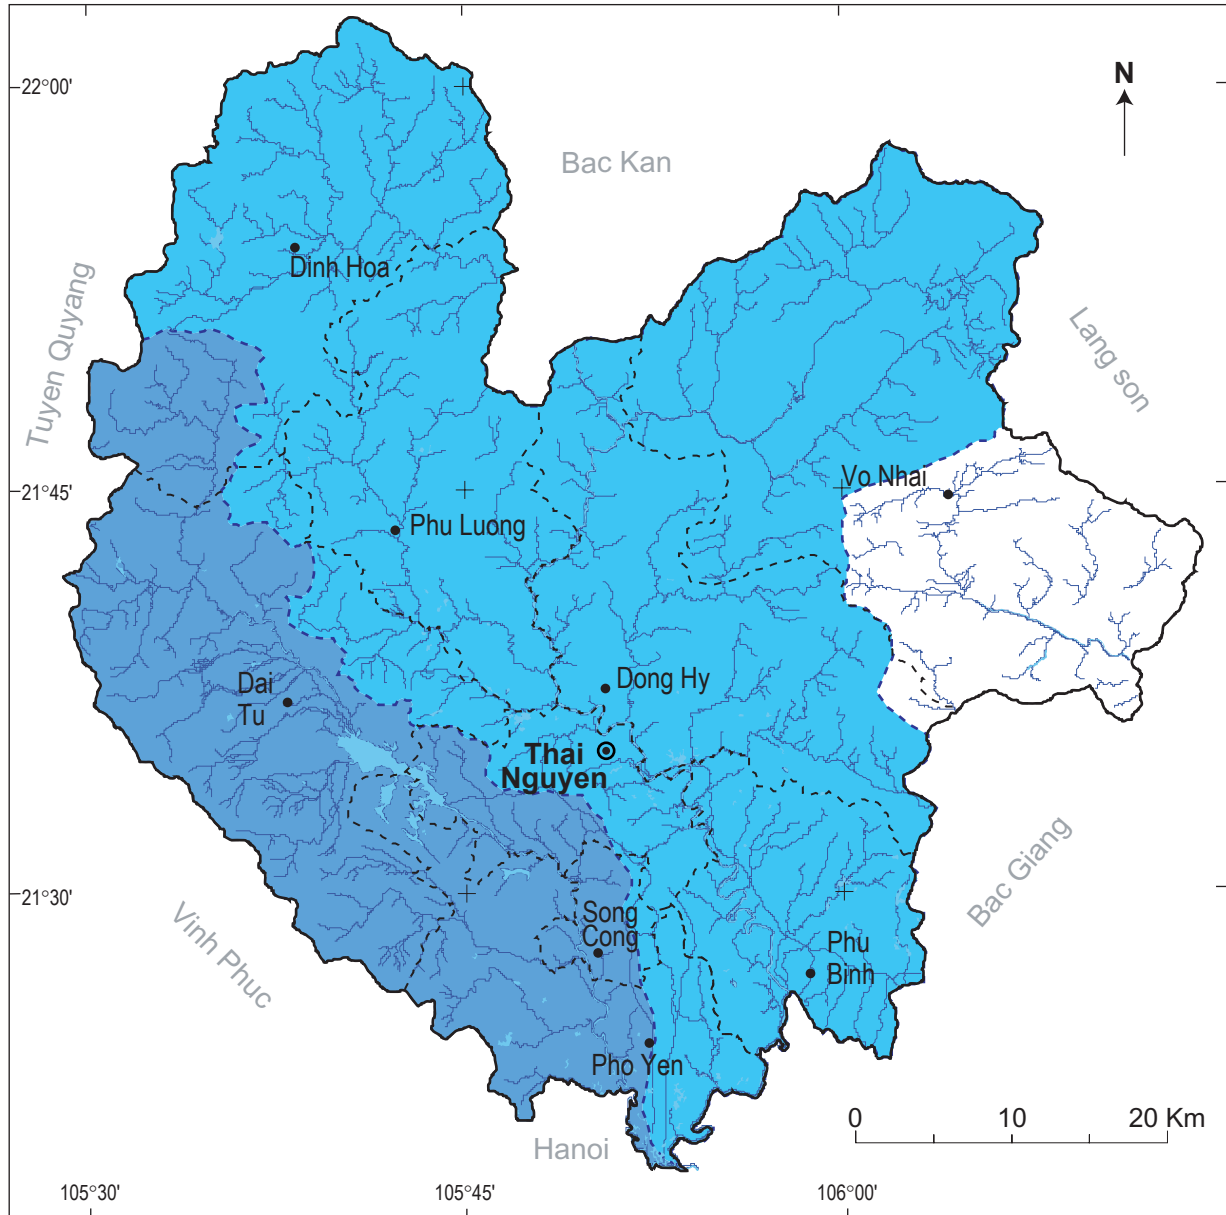 22°00'
N
Bac Kan
Dinh Hoa
Tuyen Quyang
Lang son
21°45'
Vo Nhai
Phu Luong
Dai
Tu
Dong Hy
Thai
Nguyen
21°30'
Vinh Phuc
Song
Cong
Bac Giang
Phu
Binh
Pho Yen
Hanoi
0 10 20 Km
105°30' 105°45' 106°00'